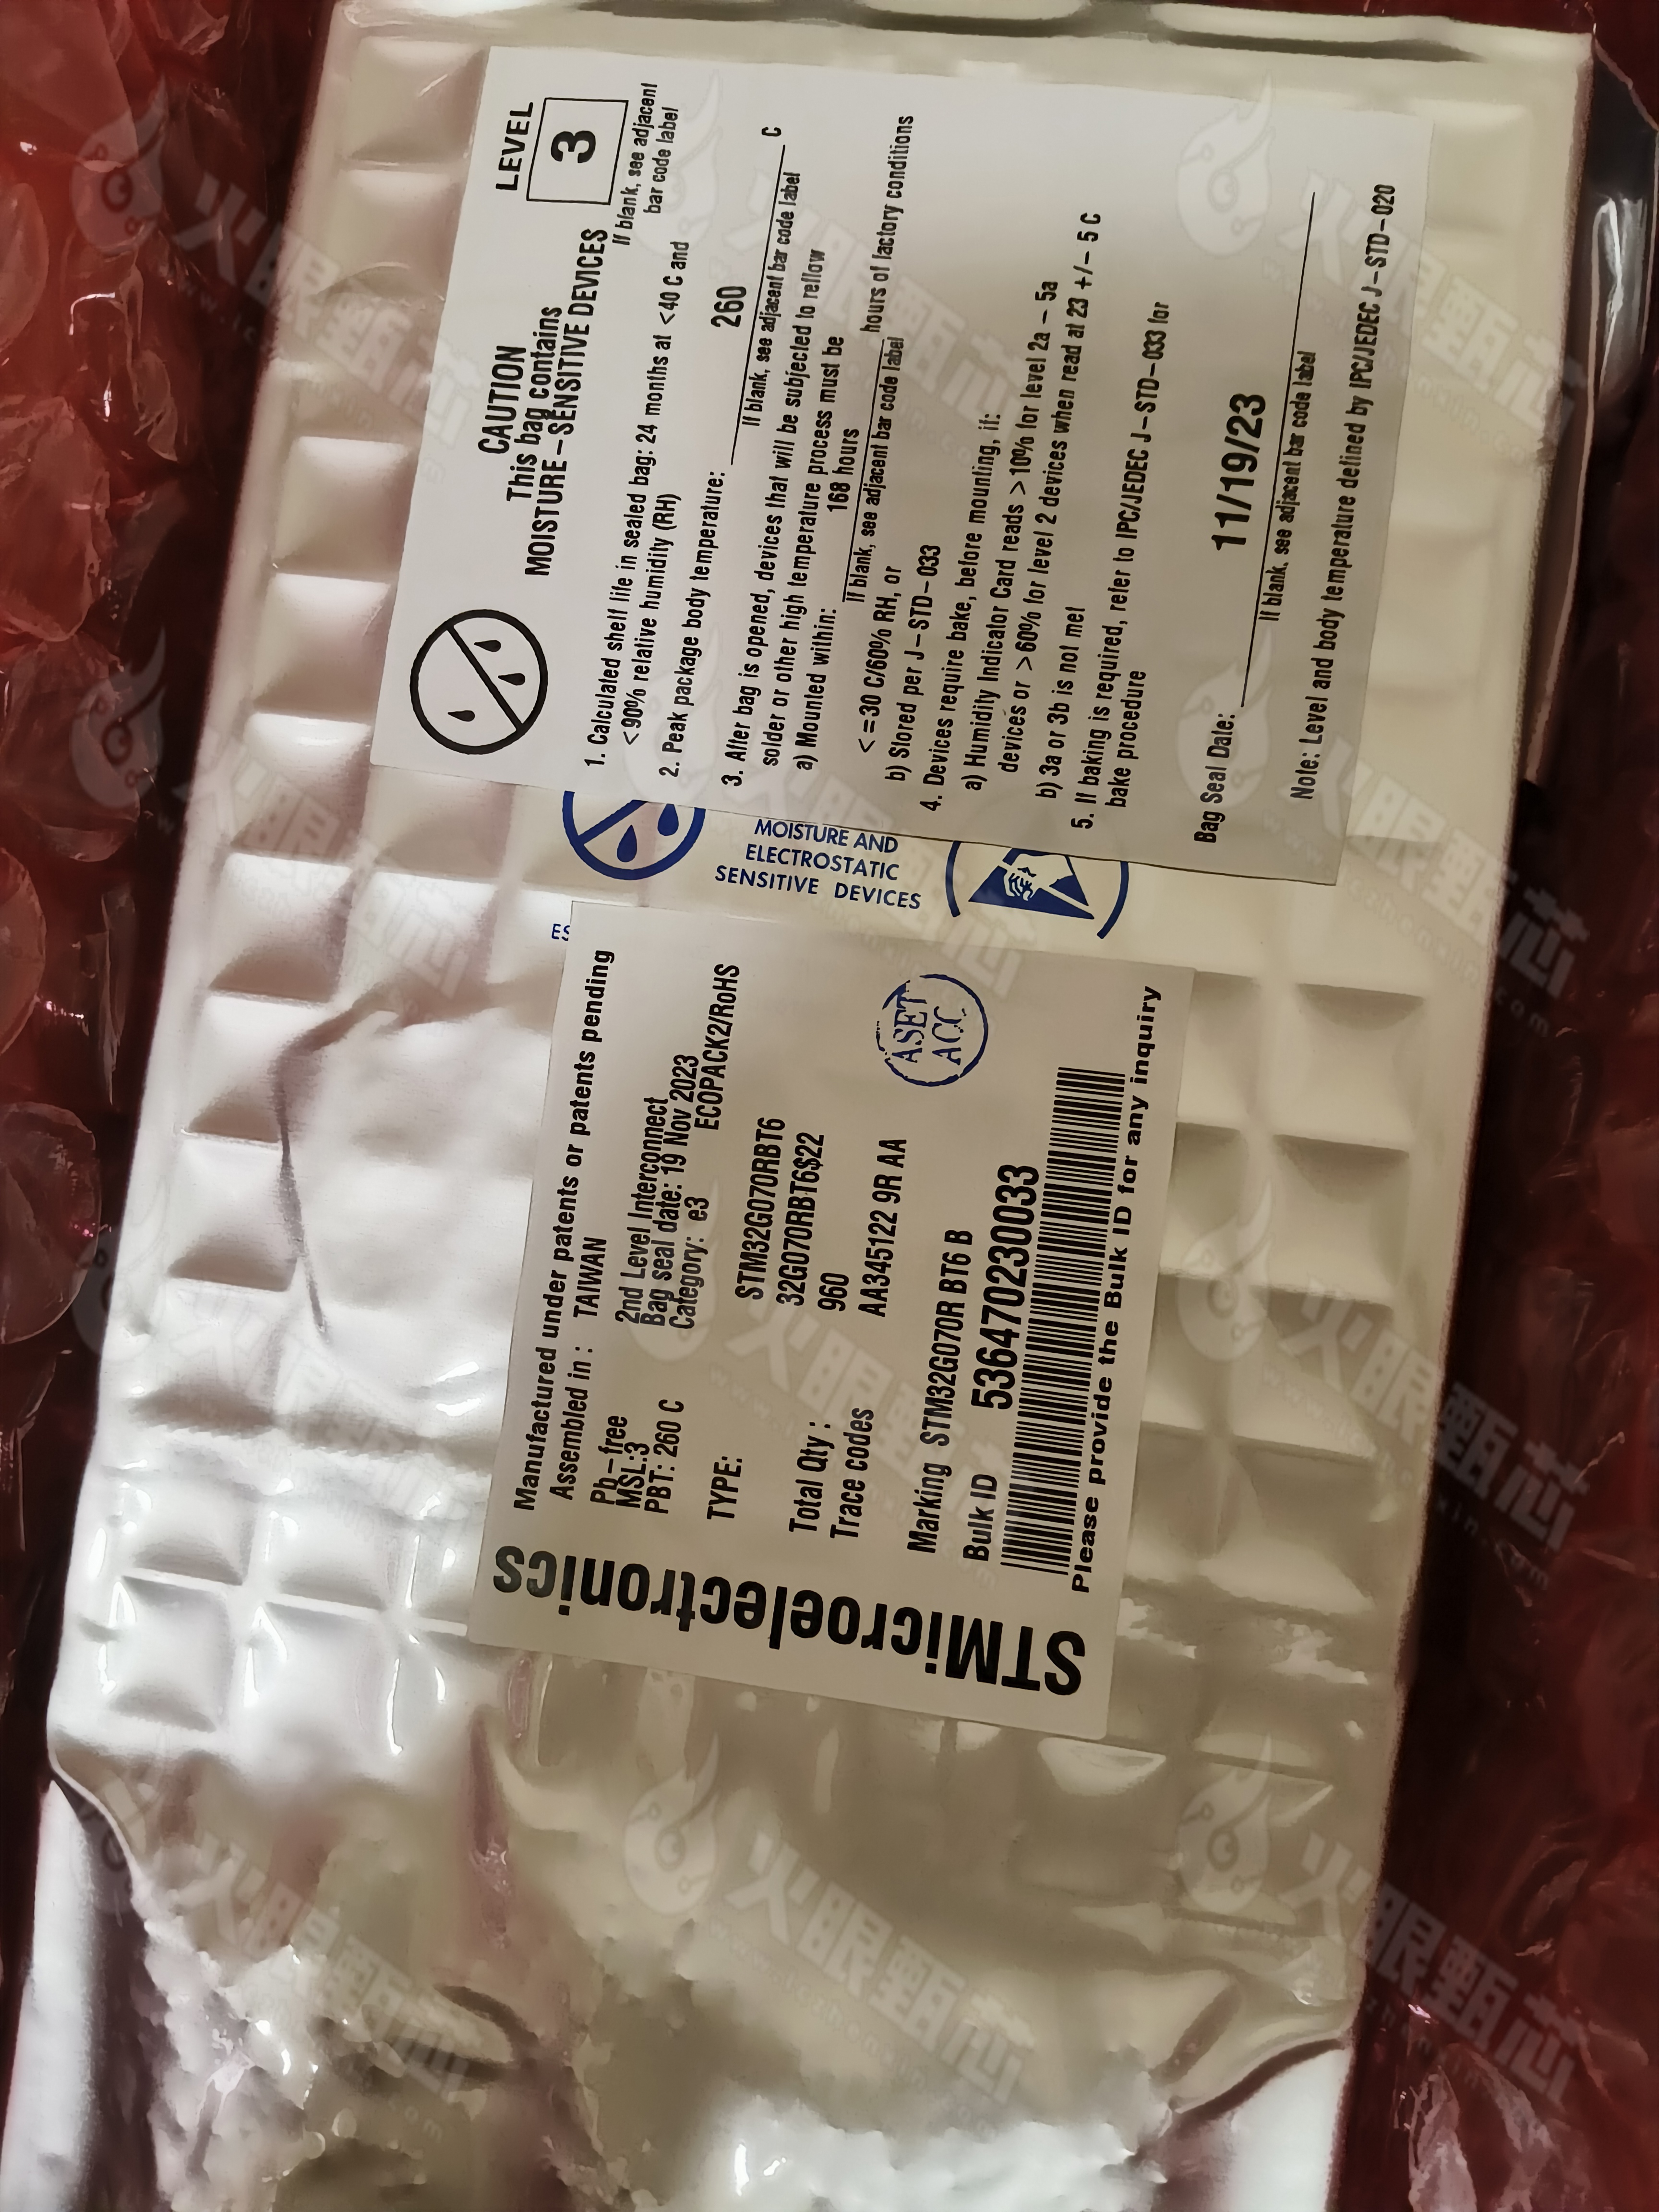 CAUTION
This bag contains
MOISTURE-SENSITIVE DEVICES
LEVEL
3
If blank, see adjacent
bar code label
1. Calculated shelf life in sealed bag: 24 months at <40 C and
<90% relative humidity (RH)
2. Peak package body temperature: 260 C
If blank, see adjacent bar code label
3. After bag is opened, devices that will be subjected to rellow
solder or other high temperature process must be
a) Mounted within: 168 hours hours of factory conditions
If blank, see adjacent bar code label
<=30 C/60% RH, or
b) Stored per J-STD-033
4. Devices require bake, before mounting, if:
a) Humidity Indicator Card reads >10% for level 2a - 5a
devices or >60% for level 2 devices when read at 23 +/- 5 C
b) 3a or 3b is not met
5. If baking is required, refer to IPC/JEDEC J-STD-033 for
bake procedure
Bag Seal Date: 11/19/23
If blank, see adjacent bar code label
Note: Level and body temperature defined by IPC/JEDEC J-STD-020
MOISTURE AND
ELECTROSTATIC
SENSITIVE DEVICES
ES
STMicroelectronics
Manufactured under patents or patents pending
Assembled in : TAIWAN
Pb-free 2nd Level Interconnect
MSL:3 Bag seal date: 19 Nov 2023
PBT: 260 C Category: e3 ECOPACK2/RoHS
TYPE: STM32G070RBT6
32G070RBT6$22
Total Qty : 960
Trace codes AA345122 9R AA
ASET
ACC
Marking STM32G070R BT6 B
Bulk ID 536470230033
Please provide the Bulk ID for any inquiry
火眼甄芯